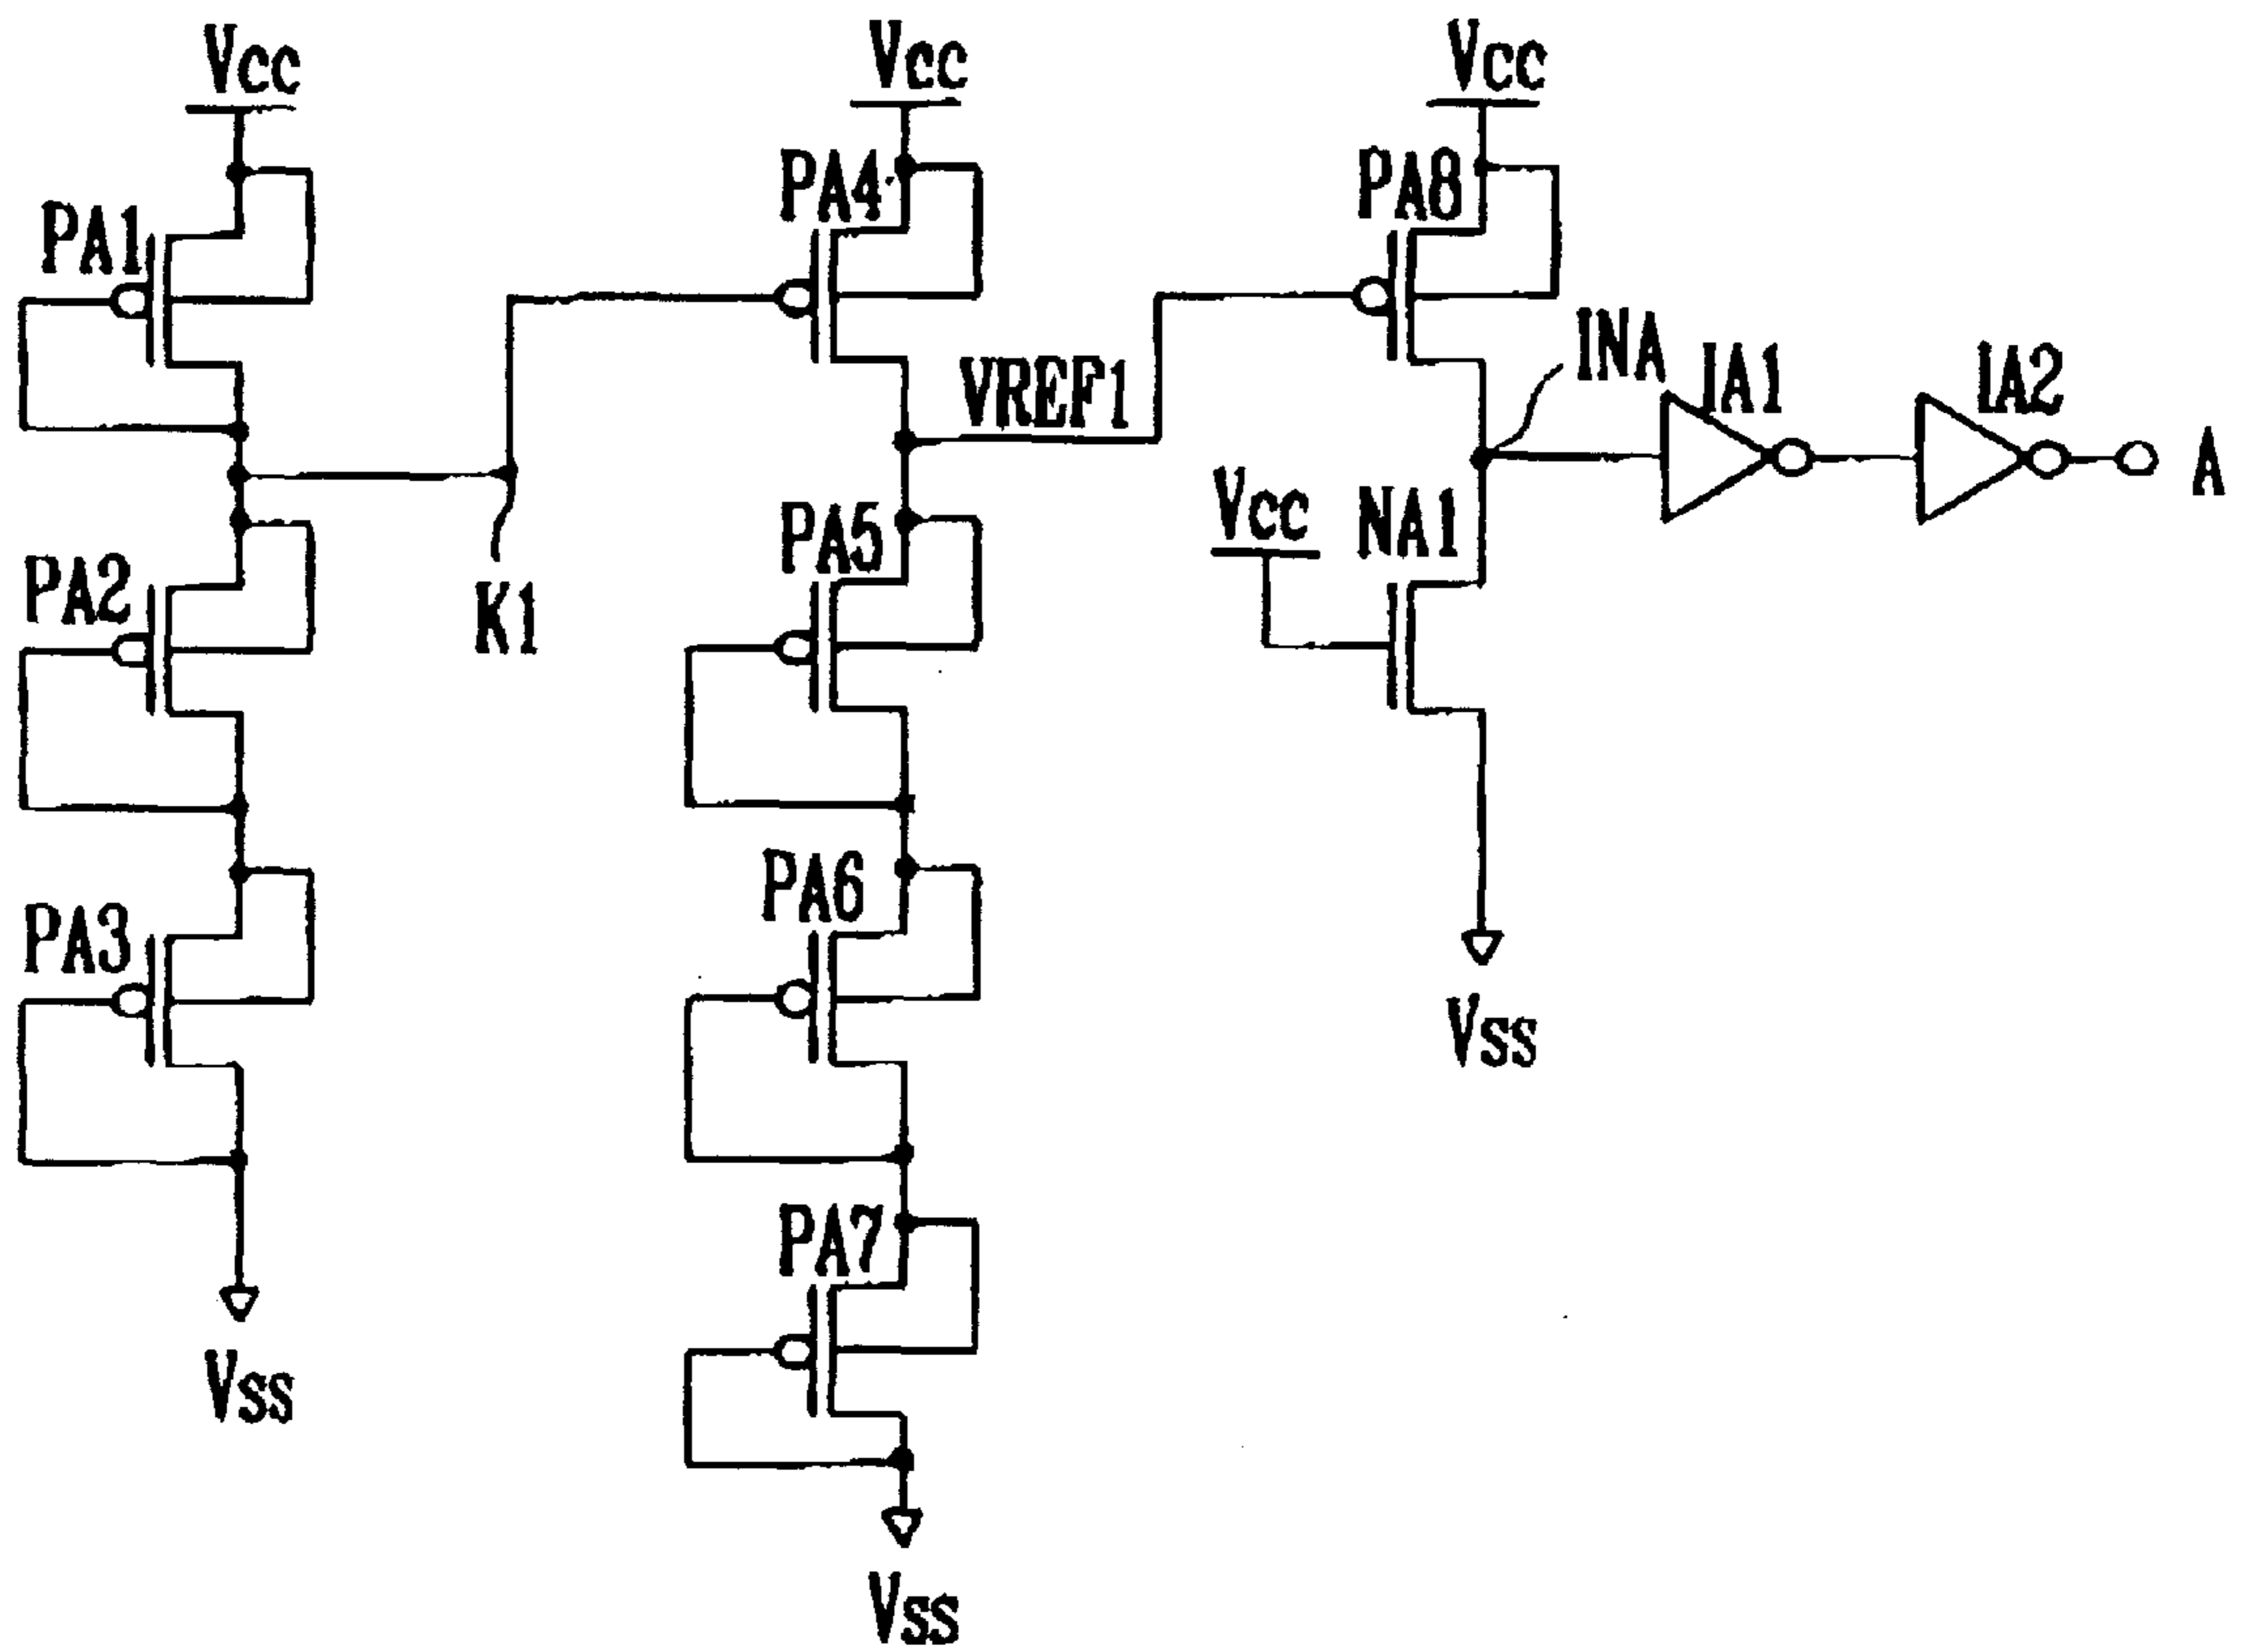 Vcc
Vcc
Vcc
PA1
PA4
PA8
VREF1
INA
IA1
IA2
A
Vcc
NA1
PA2
K1
PA5
PA3
PA6
Vss
PA7
Vss
Vss